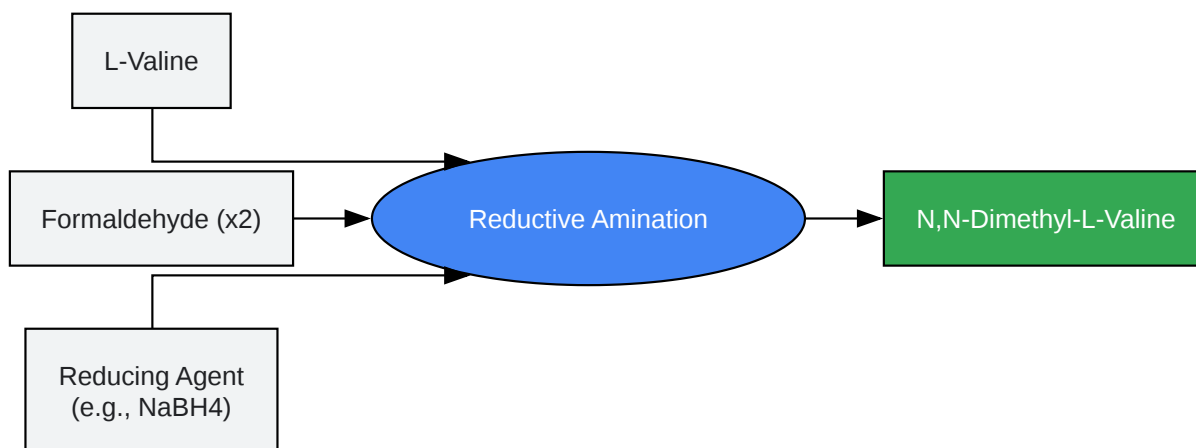 L-Valine
Formaldehyde (x2)
Reductive Amination
N,N-Dimethyl-L-Valine
Reducing Agent
(e.g., NaBH4)